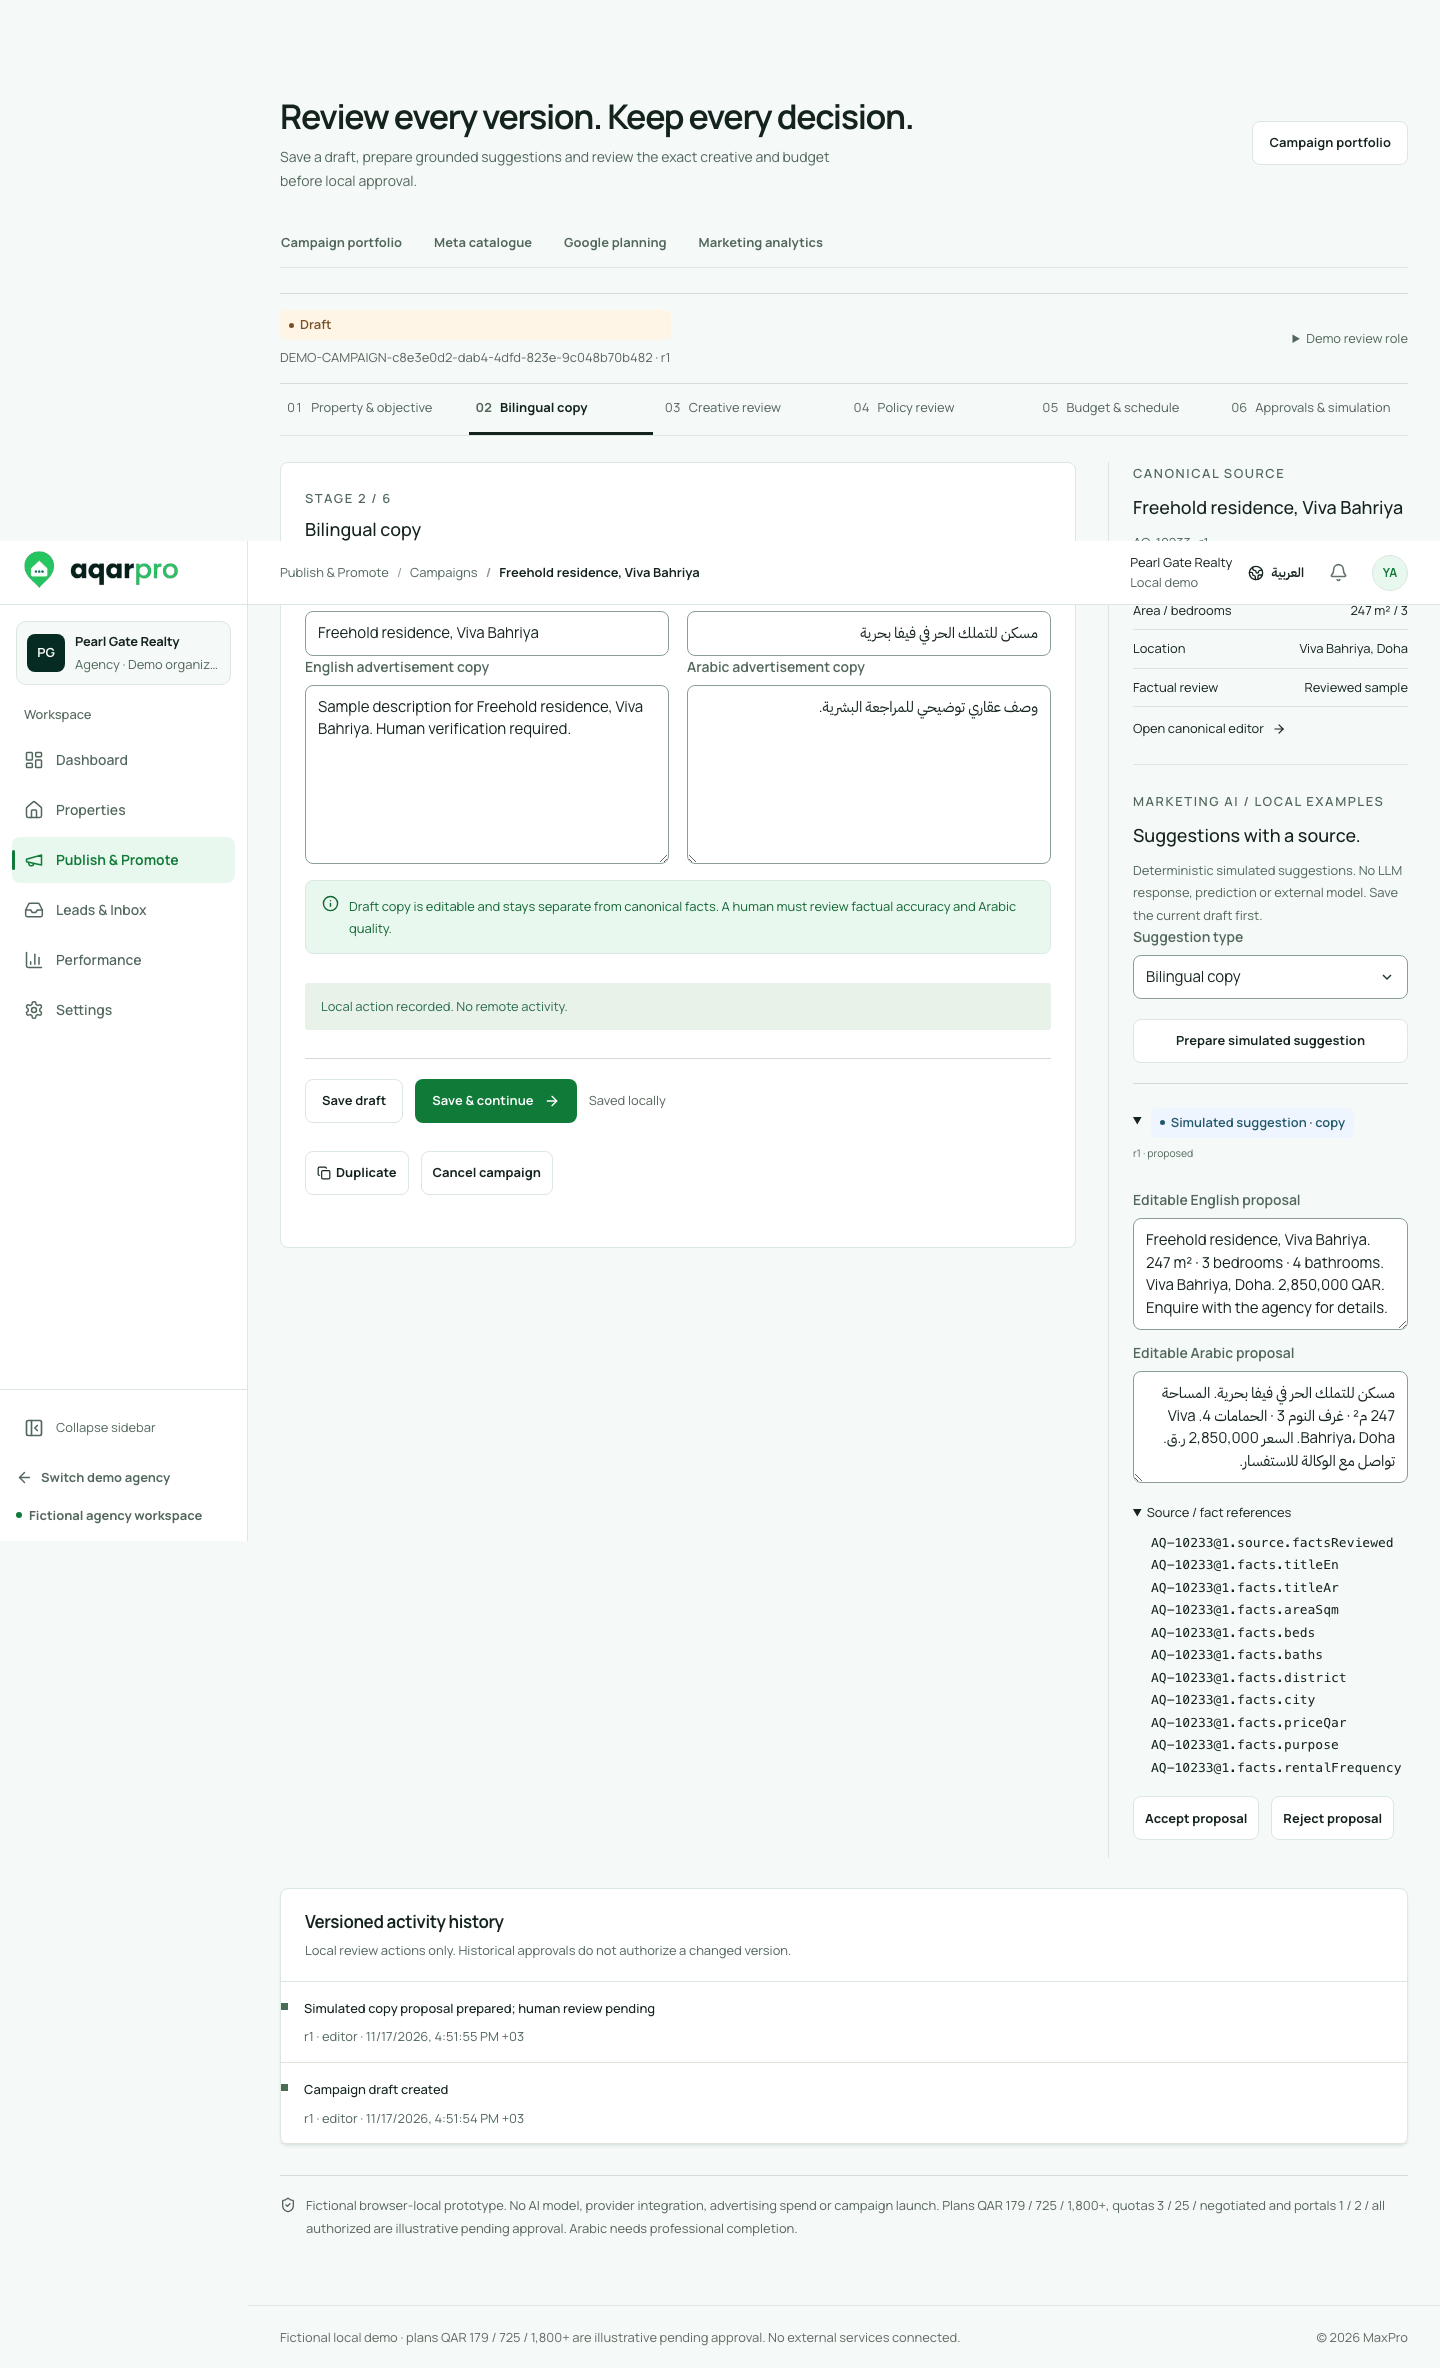 Review every version. Keep every decision.
Save a draft, prepare grounded suggestions and review the exact creative and budget
before local approval.
Campaign portfolio
Campaign portfolio
Meta catalogue
Google planning
Marketing analytics
Draft
DEMO-CAMPAIGN-c8e3e0d2-dab4-4dfd-823e-9c048b70b482 · r1
Demo review role
01 Property & objective
02 Bilingual copy
03 Creative review
04 Policy review
05 Budget & schedule
06 Approvals & simulation
STAGE 2 / 6
Bilingual copy
CANONICAL SOURCE
Freehold residence, Viva Bahriya
aqarpro
Publish & Promote / Campaigns / Freehold residence, Viva Bahriya
Pearl Gate Realty
Local demo
العربية
YA
PG
Pearl Gate Realty
Agency · Demo organiz...
Workspace
Dashboard
Properties
Publish & Promote
Leads & Inbox
Performance
Settings
Collapse sidebar
Switch demo agency
Fictional agency workspace
Freehold residence, Viva Bahriya
مسكن للتملك الحر في فيفا بحرية
English advertisement copy
Arabic advertisement copy
Sample description for Freehold residence, Viva
Bahriya. Human verification required.
وصف عقاري توضيحي للمراجعة البشرية.
Draft copy is editable and stays separate from canonical facts. A human must review factual accuracy and Arabic
quality.
Local action recorded. No remote activity.
Save draft
Save & continue
Saved locally
Duplicate
Cancel campaign
Area / bedrooms 247 m² / 3
Location Viva Bahriya, Doha
Factual review Reviewed sample
Open canonical editor
MARKETING AI / LOCAL EXAMPLES
Suggestions with a source.
Deterministic simulated suggestions. No LLM
response, prediction or external model. Save
the current draft first.
Suggestion type
Bilingual copy
Prepare simulated suggestion
Simulated suggestion · copy
r1 · proposed
Editable English proposal
Freehold residence, Viva Bahriya.
247 m² · 3 bedrooms · 4 bathrooms.
Viva Bahriya, Doha. 2,850,000 QAR.
Enquire with the agency for details.
Editable Arabic proposal
مسكن للتملك الحر في فيفا بحرية. المساحة
247 م² · غرف النوم 3 · الحمامات 4. Viva
Bahriya، Doha. السعر 2,850,000 ر.ق.
تواصل مع الوكالة للاستفسار.
Source / fact references
AQ-10233@1.source.factsReviewed
AQ-10233@1.facts.titleEn
AQ-10233@1.facts.titleAr
AQ-10233@1.facts.areaSqm
AQ-10233@1.facts.beds
AQ-10233@1.facts.baths
AQ-10233@1.facts.district
AQ-10233@1.facts.city
AQ-10233@1.facts.priceQar
AQ-10233@1.facts.purpose
AQ-10233@1.facts.rentalFrequency
Accept proposal
Reject proposal
Versioned activity history
Local review actions only. Historical approvals do not authorize a changed version.
Simulated copy proposal prepared; human review pending
r1 · editor · 11/17/2026, 4:51:55 PM +03
Campaign draft created
r1 · editor · 11/17/2026, 4:51:54 PM +03
Fictional browser-local prototype. No AI model, provider integration, advertising spend or campaign launch. Plans QAR 179 / 725 / 1,800+, quotas 3 / 25 / negotiated and portals 1 / 2 / all
authorized are illustrative pending approval. Arabic needs professional completion.
Fictional local demo · plans QAR 179 / 725 / 1,800+ are illustrative pending approval. No external services connected.
© 2026 MaxPro